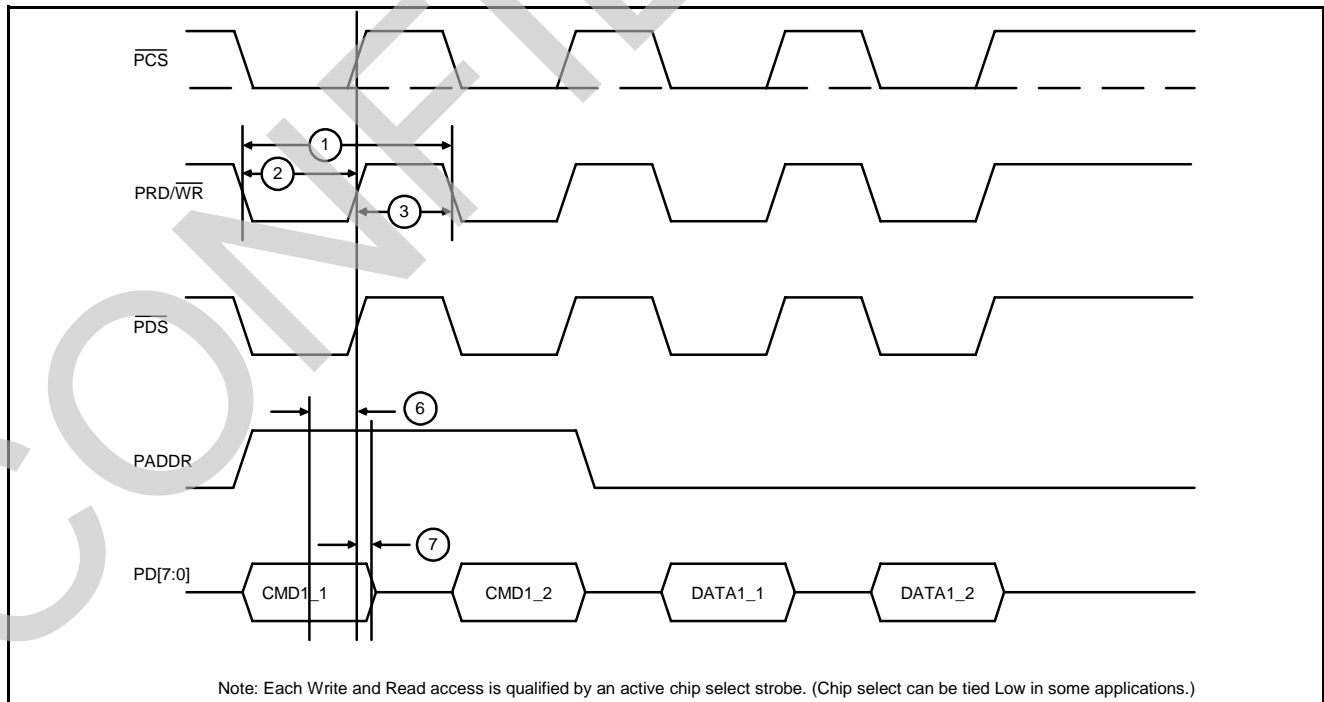 CONFIDE
PCS
1
2
PRD/WR
3
PDS
6
PADDR
7
PD[7:0]
CMD1_1
CMD1_2
DATA1_1
DATA1_2
Note: Each Write and Read access is qualified by an active chip select strobe. (Chip select can be tied Low in some applications.)